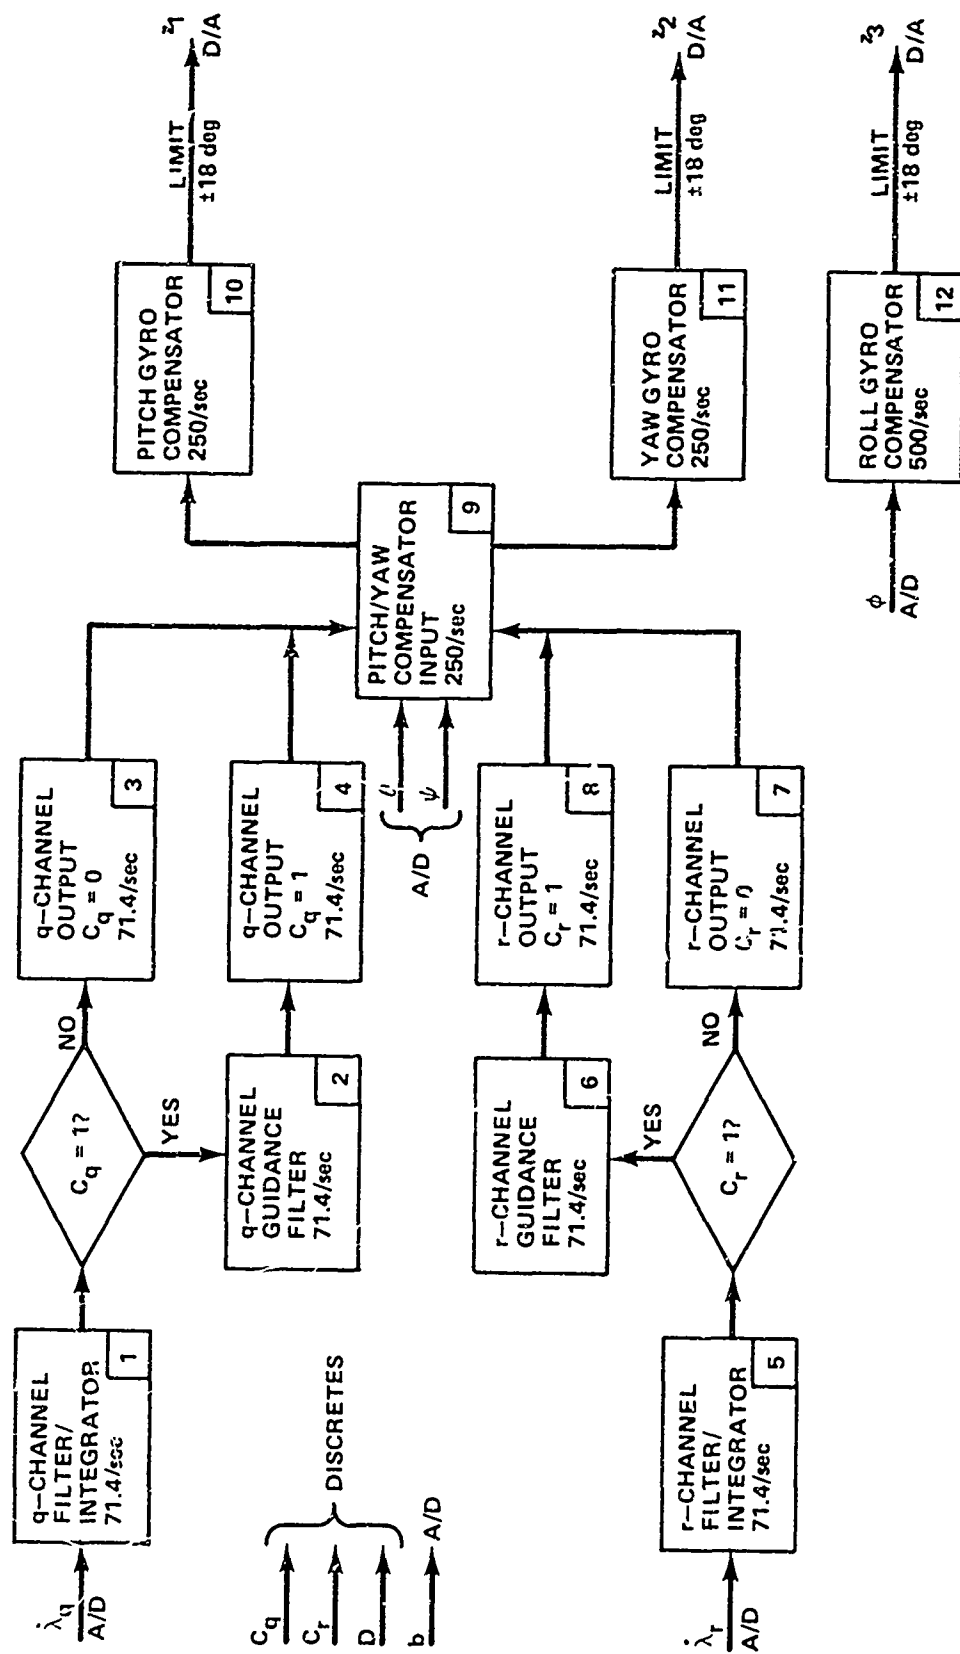 λ̇q
A/D
q–CHANNEL
FILTER/
INTEGRATOR
71.4/sec
1
Cq = 1?
NO
YES
q–CHANNEL
OUTPUT
Cq = 0
71.4/sec
3
q–CHANNEL
GUIDANCE
FILTER
71.4/sec
2
q–CHANNEL
OUTPUT
Cq = 1
71.4/sec
4
Cq
Cr
D
DISCRETES
b
A/D
A/D
ψ
PITCH/YAW
COMPENSATOR
INPUT
250/sec
9
PITCH GYRO
COMPENSATOR
250/sec
10
LIMIT
±18 deg
z1
D/A
YAW GYRO
COMPENSATOR
250/sec
11
LIMIT
±18 deg
z2
D/A
r–CHANNEL
GUIDANCE
FILTER
71.4/sec
6
r–CHANNEL
OUTPUT
Cr = 1
71.4/sec
8
λ̇r
A/D
r–CHANNEL
FILTER/
INTEGRATOR
71.4/sec
5
Cr = 1?
YES
NO
r–CHANNEL
OUTPUT
Cr = 0
71.4/sec
7
ϕ
A/D
ROLL GYRO
COMPENSATOR
500/sec
12
LIMIT
±18 deg
z3
D/A